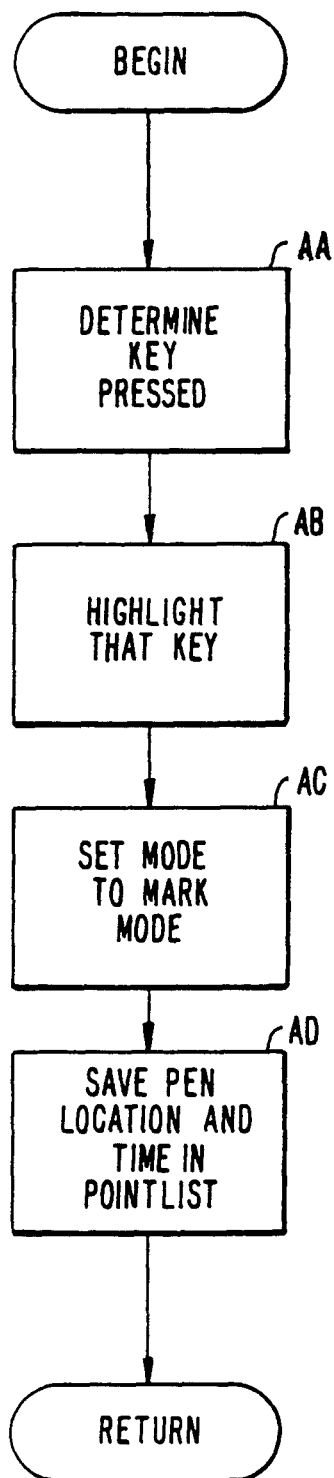 BEGIN
AA
DETERMINE
KEY
PRESSED
AB
HIGHLIGHT
THAT KEY
AC
SET MODE
TO MARK
MODE
AD
SAVE PEN
LOCATION AND
TIME IN
POINTLIST
RETURN